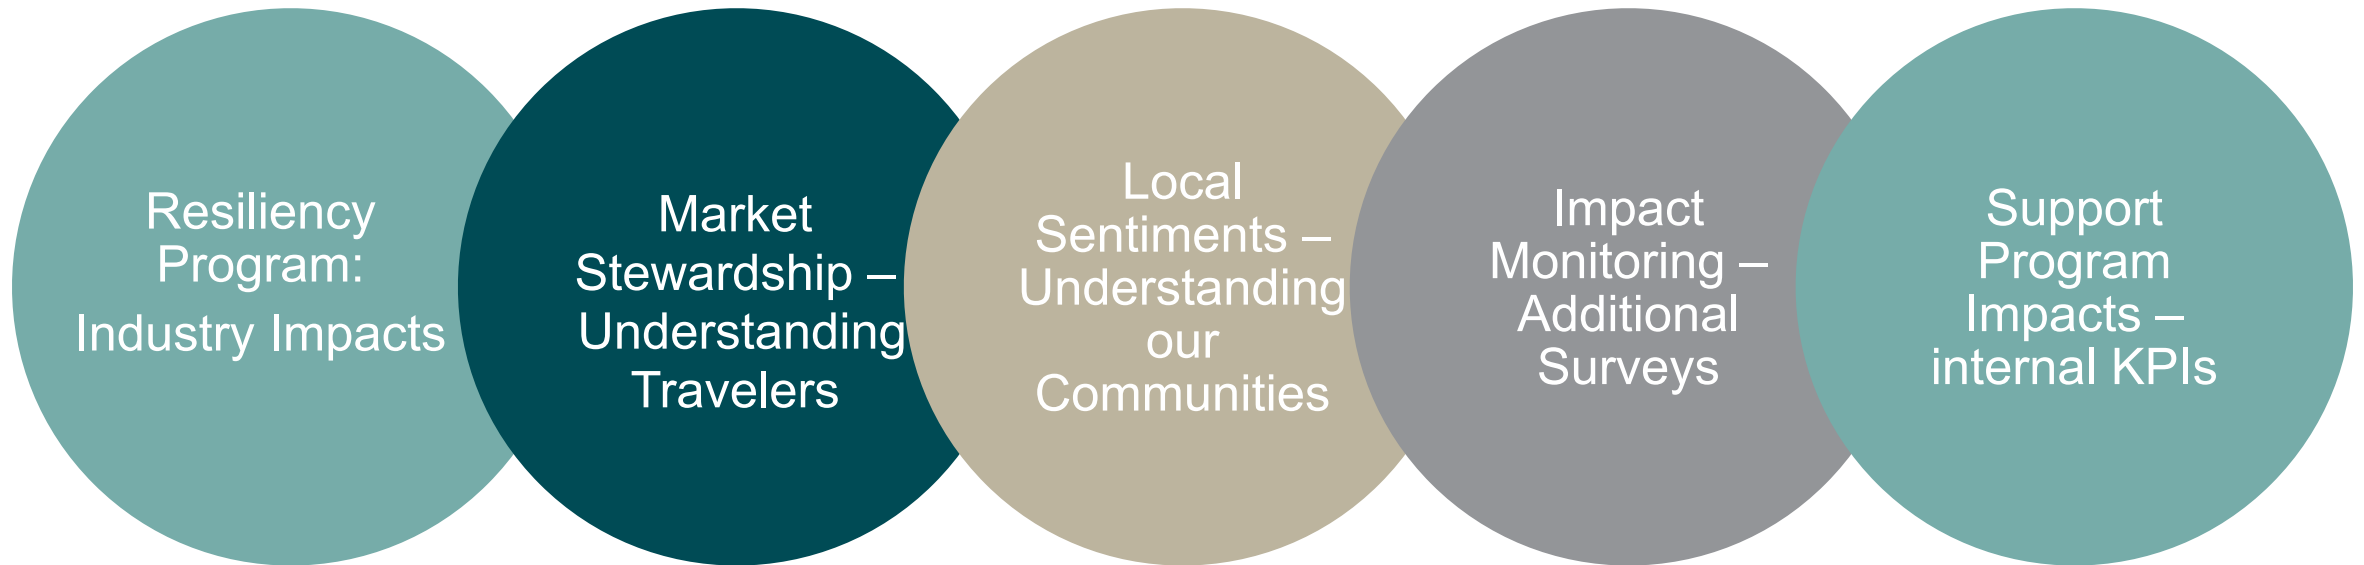 Resiliency
Program:
Industry Impacts
Market
Stewardship –
Understanding
Travelers
Local
Sentiments –
Understanding
our
Communities
Impact
Monitoring –
Additional
Surveys
Support
Program
Impacts –
internal KPIs